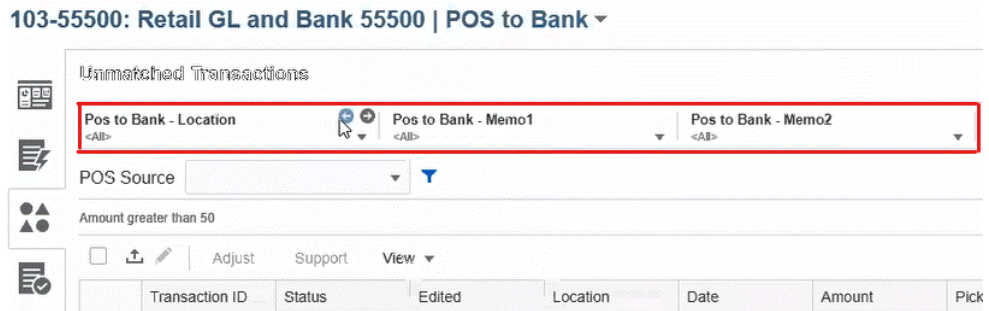 103-55500: Retail GL and Bank 55500 | POS to Bank
Unmatched Transactions
Pos to Bank - Location Pos to Bank - Memo1 Pos to Bank - Memo2
<All> <All> <All>
POS Source
Amount greater than 50
Adjust Support View
Transaction ID Status Edited Location Date Amount Pick